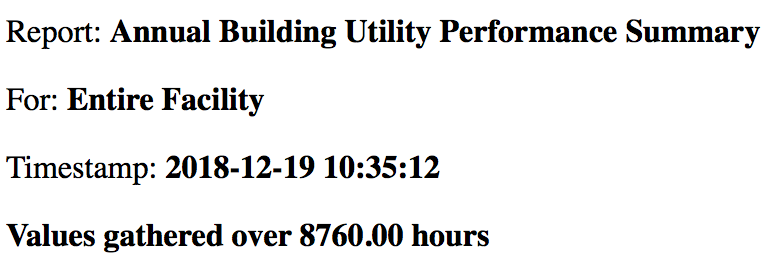 Report: Annual Building Utility Performance Summary
For: Entire Facility
Timestamp: 2018-12-19 10:35:12
Values gathered over 8760.00 hours